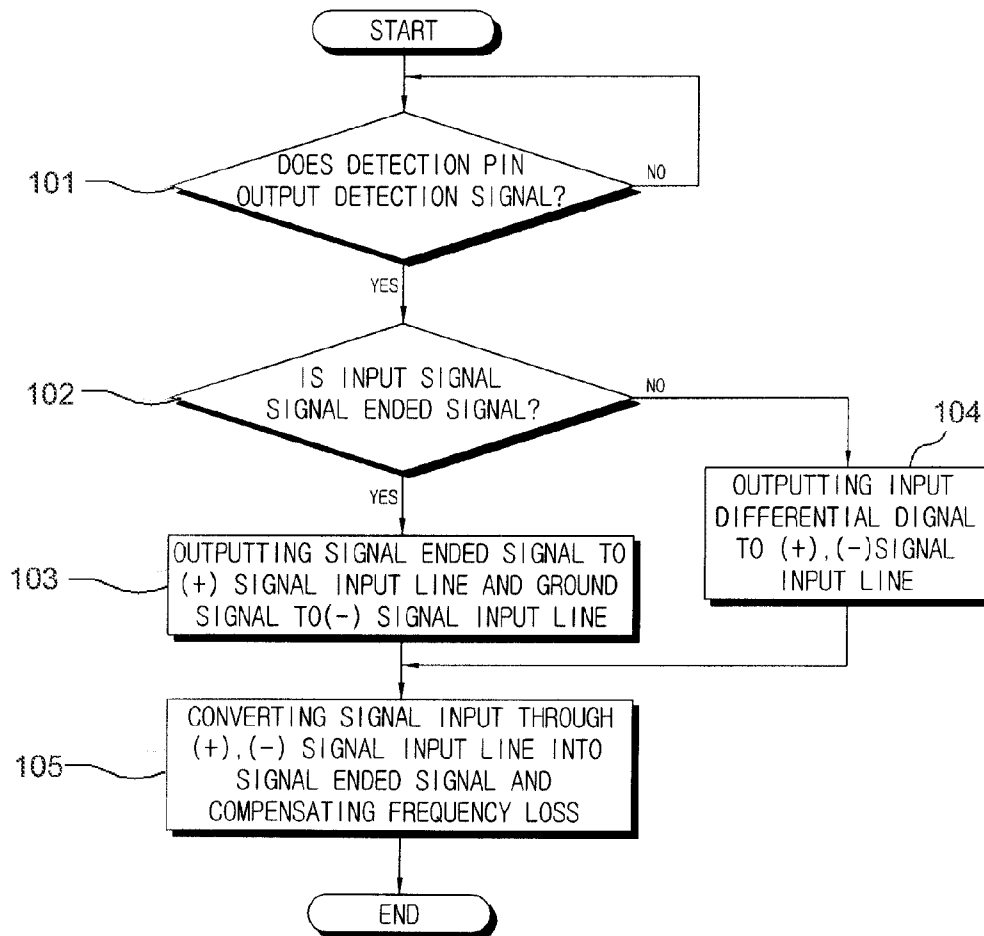 START
101
DOES DETECTION PIN
OUTPUT DETECTION SIGNAL?
NO
YES
102
IS INPUT SIGNAL
SIGNAL ENDED SIGNAL?
NO
YES
104
OUTPUTTING INPUT
DIFFERENTIAL DIGNAL
TO (+),(-)SIGNAL
INPUT LINE
103
OUTPUTTING SIGNAL ENDED SIGNAL TO
(+) SIGNAL INPUT LINE AND GROUND
SIGNAL TO(-) SIGNAL INPUT LINE
105
CONVERTING SIGNAL INPUT THROUGH
(+),(-) SIGNAL INPUT LINE INTO
SIGNAL ENDED SIGNAL AND
COMPENSATING FREQUENCY LOSS
END